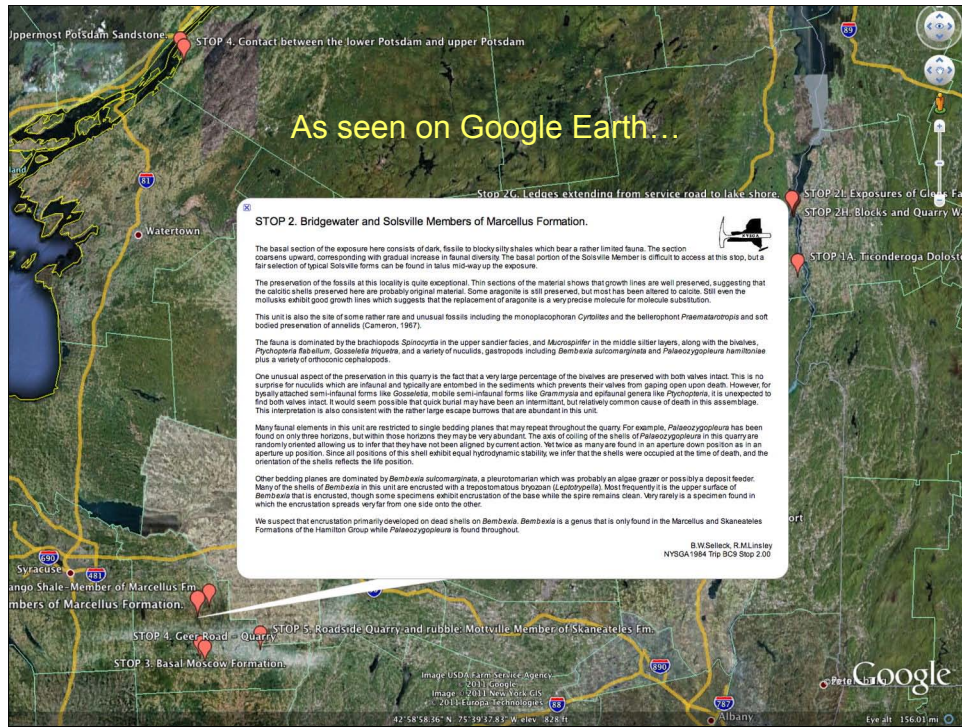 Uppermost Potsdam Sandstone.
STOP 4. Contact between the lower Potsdam and upper Potsdam
89
As seen on Google Earth…
81
Watertown
Stop 2G. Ledges extending from service road to lake shore.
STOP 2I. Exposures of Glens Fa
STOP 2H. Blocks and Quarry W
STOP 1A. Ticonderoga Dolosto
STOP 2. Bridgewater and Solsville Members of Marcellus Formation.
NYSGA
The basal section of the exposure here consists of dark, fissile to blocky silty shales which bear a rather limited fauna. The section
coarsens upward, corresponding with gradual increase in faunal diversity. The basal portion of the Solsville Member is difficult to access at this stop, but a
fair selection of typical Solsville forms can be found in talus mid-way up the exposure.
The preservation of the fossils at this locality is quite exceptional. Thin sections of the material shows that growth lines are well preserved, suggesting that
the calcitic shells preserved here are probably original material. Some aragonite is still preserved, but most has been altered to calcite. Still even the
mollusks exhibit good growth lines which suggests that the replacement of aragonite is a very precise molecule for molecule substitution.
This unit is also the site of some rather rare and unusual fossils including the monoplacophoran Cyrtolites and the bellerophont Praematarotropis and soft
bodied preservation of annelids (Cameron, 1967).
The fauna is dominated by the brachiopods Spinocyrtia in the upper sandier facies, and Mucrospirifer in the middle siltier layers, along with the bivalves,
Ptychopteria flabellum, Gosseletia triquetra, and a variety of nuculids, gastropods including Bembexia sulcomarginata and Palaeozygopleura hamiltoniae
plus a variety of orthoconic cephalopods.
One unusual aspect of the preservation in this quarry is the fact that a very large percentage of the bivalves are preserved with both valves intact. This is no
surprise for nuculids which are infaunal and typically are entombed in the sediments which prevents their valves from gaping open upon death. However, for
bysally attached semi-infaunal forms like Gosseletia, mobile semi-infaunal forms like Grammysia and epifaunal genera like Ptychopteria, it is unexpected to
find both valves intact. It would seem possible that quick burial may have been an intermittant, but relatively common cause of death in this assemblage.
This interpretation is also consistent with the rather large escape burrows that are abundant in this unit.
Many faunal elements in this unit are restricted to single bedding planes that may repeat throughout the quarry. For example, Palaeozygopleura has been
found on only three horizons, but within those horizons they may be very abundant. The axis of coiling of the shells of Palaeozygopleura in this quarry are
randomly oriented allowing us to infer that they have not been aligned by current action. Yet twice as many are found in an aperture down position as in an
aperture up position. Since all positions of this shell exhibit equal hydrodynamic stability, we infer that the shells were occupied at the time of death, and the
orientation of the shells reflects the life position.
Other bedding planes are dominated by Bembexia sulcomarginata, a pleurotomarian which was probably an algae grazer or possibly a deposit feeder.
Many of the shells of Bembexia in this unit are encrusted with a trepostomatous bryozoan (Leptotrypella). Most frequently it is the upper surface of
Bembexia that is encrusted, though some specimens exhibit encrustation of the base while the spire remains clean. Very rarely is a specimen found in
which the encrustation spreads very far from one side onto the other.
We suspect that encrustation primarily developed on dead shells on Bembexia. Bembexia is a genus that is only found in the Marcellus and Skaneateles
Formations of the Hamilton Group while Palaeozygopleura is found throughout.
B.W.Selleck, R.M.Linsley
NYSGA 1984 Trip BC9 Stop 2.00
690
Syracuse
481
ango Shale-Member of Marcellus Fm.
mbers of Marcellus Formation.
STOP 4. Geer Road - Quarry
STOP 5. Roadside Quarry and rubble: Mottville Member of Skaneateles Fm.
STOP 3. Basal Moscow Formation.
Image USDA Farm Service Agency
2011 Google
Image © 2011 New York GIS
© 2011 Europa Technologies
88
890
787
Albany
Google
42°58'58.36" N 75°39'37.83" W elev 828 ft
Eye alt 156.01 mi